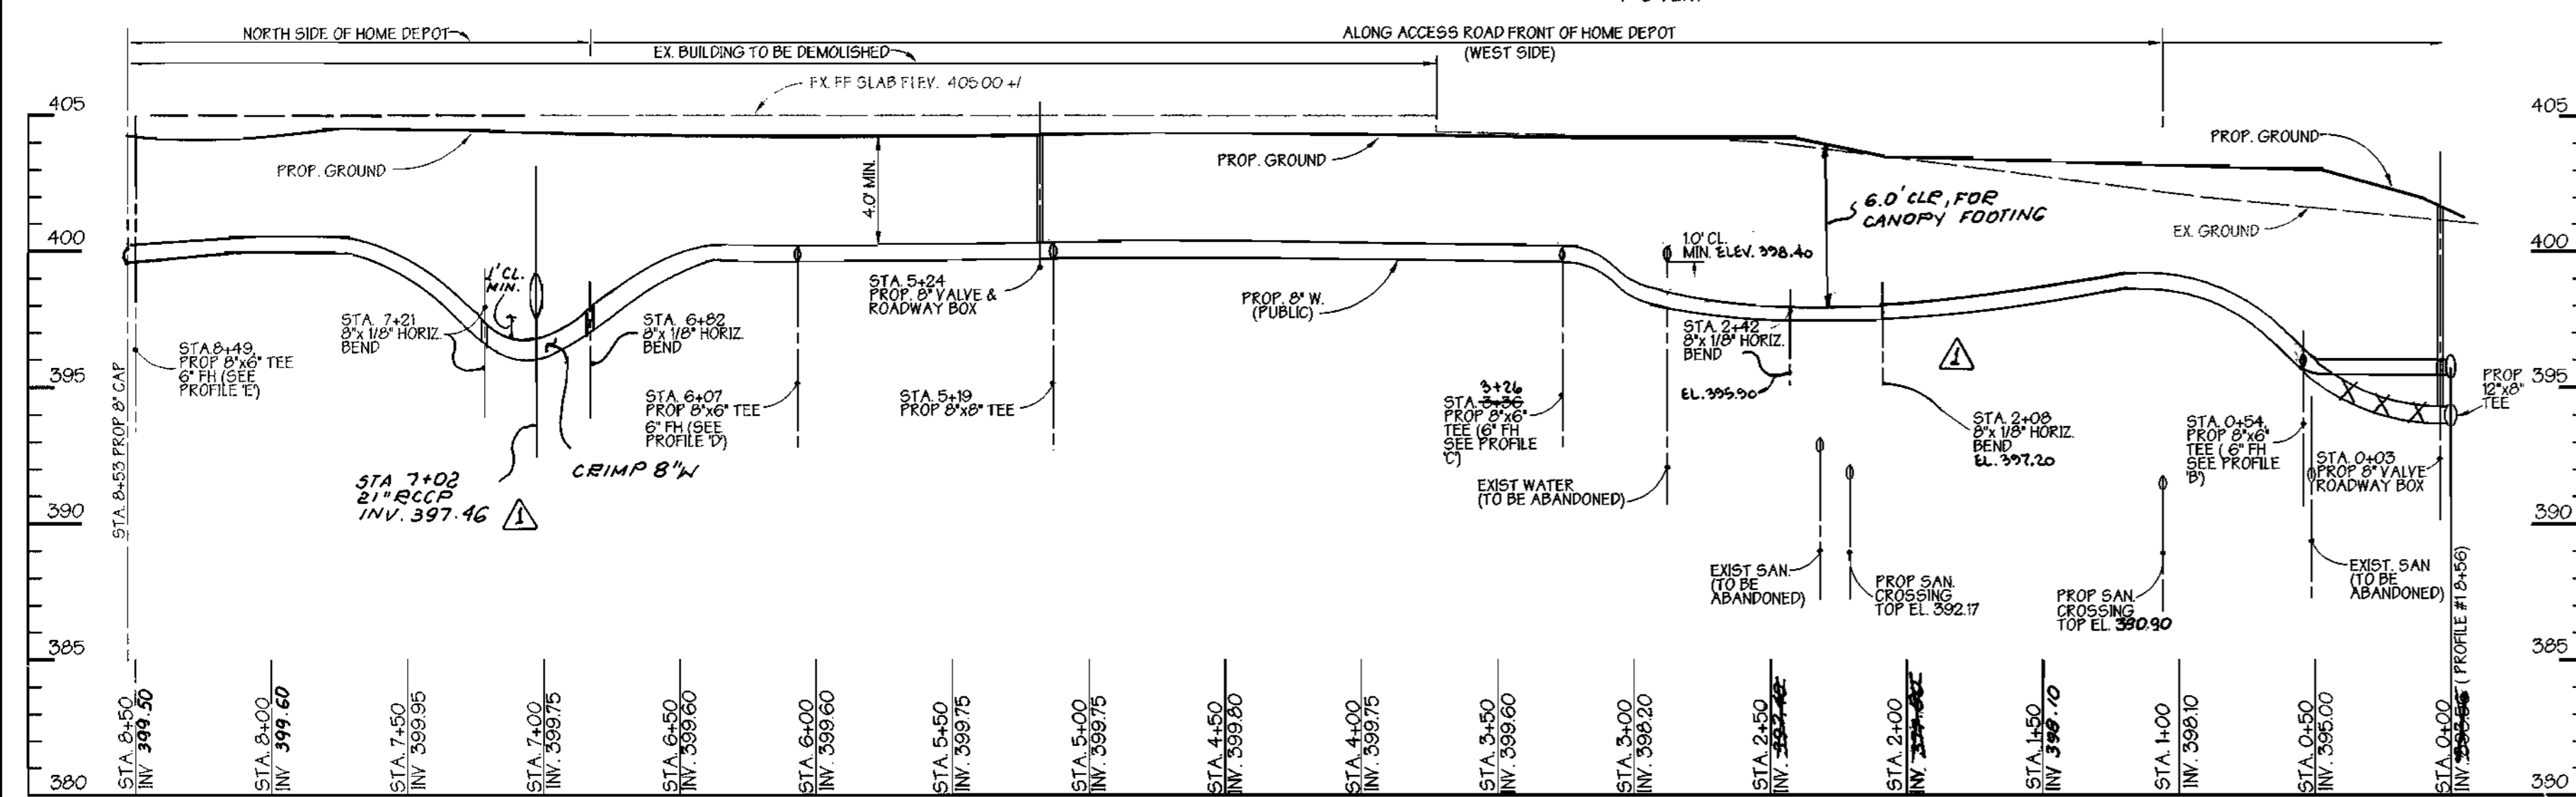 NORTH SIDE OF HOME DEPOT
ALONG ACCESS ROAD FRONT OF HOME DEPOT
(WEST SIDE)
EX. BUILDING TO BE DEMOLISHED
EX. FF SLAB ELEV. 405.00 +/
405
405
PROP. GROUND
PROP. GROUND
PROP. GROUND
4.0' MIN.
6.0' CLR, FOR
CANOPY FOOTING
EX. GROUND
400
400
1.0' CL.
MIN. ELEV. 398.40
1' CL.
MIN.
STA. 8+53 PROP 8" CAP
STA. 8+49
PROP 8"x6" TEE
6" FH (SEE
PROFILE 'E')
STA. 7+21
8"x 1/8" HORIZ.
BEND
STA. 6+82
8"x 1/8" HORIZ.
BEND
STA. 5+24
PROP. 8" VALVE &
ROADWAY BOX
PROP. 8" W.
(PUBLIC)
STA. 2+42
8"x 1/8" HORIZ.
BEND
EL. 395.90
1
395
395
STA. 6+07
PROP 8"x6" TEE
6" FH (SEE
PROFILE 'D')
STA. 5+19
PROP 8"x8" TEE
3+26
STA. 3+36
PROP 8"x6"
TEE (6" FH
SEE PROFILE
'C')
STA. 2+08
8"x 1/8" HORIZ.
BEND
EL. 397.20
STA. 0+54
PROP 8"x6"
TEE (6" FH
SEE PROFILE
'B')
STA. 0+03
PROP 8" VALVE
ROADWAY BOX
PROP
12"x8"
TEE
STA 7+02
21" RCCP
INV. 397.46
1
CRIMP 8"W
EXIST WATER
(TO BE ABANDONED)
390
390
EXIST SAN.
(TO BE
ABANDONED)
PROP SAN.
CROSSING
TOP EL. 392.17
PROP SAN.
CROSSING
TOP EL. 390.90
EXIST. SAN
(TO BE
ABANDONED)
385
385
STA. 8+50
INV 399.50
STA. 8+00
INV 399.60
STA. 7+50
INV 399.95
STA. 7+00
INV. 399.75
STA. 6+50
INV. 399.60
STA. 6+00
INV. 399.60
STA. 5+50
INV. 399.75
STA. 5+00
INV. 399.75
STA. 4+50
INV. 399.80
STA. 4+00
INV. 399.75
STA. 3+50
INV. 399.60
STA. 3+00
INV. 398.20
STA. 2+50
INV.
STA. 2+00
INV.
STA. 1+50
INV 398.10
STA. 1+00
INV. 398.10
STA. 0+50
INV. 395.00
STA. 0+00
INV. (PROFILE #1 8+56)
380
380